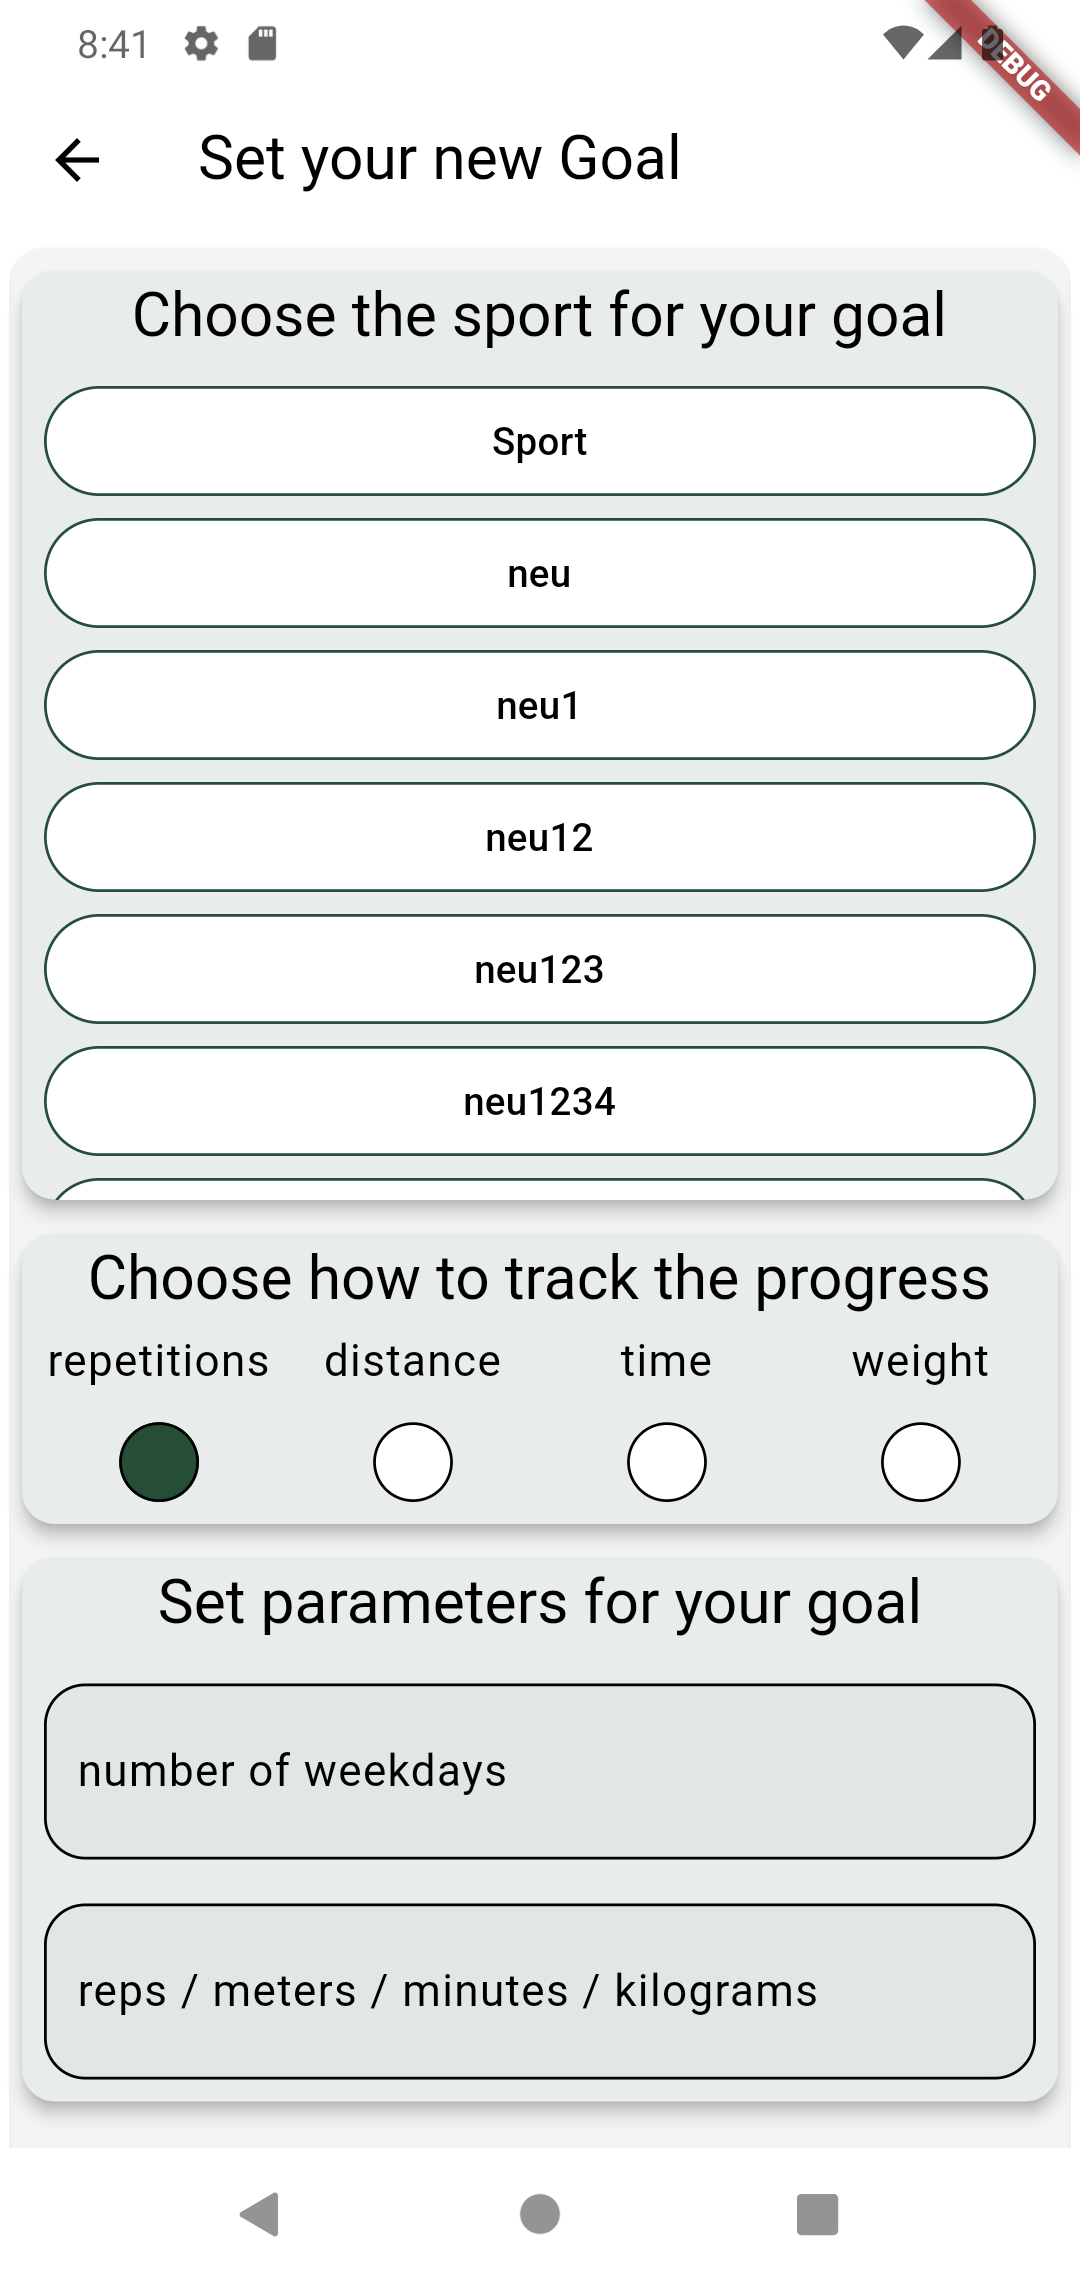 8:41
DEBUG
Set your new Goal
Choose the sport for your goal
Sport
neu
neu1
neu12
neu123
neu1234
Choose how to track the progress
repetitions distance time weight
Set parameters for your goal
number of weekdays
reps / meters / minutes / kilograms